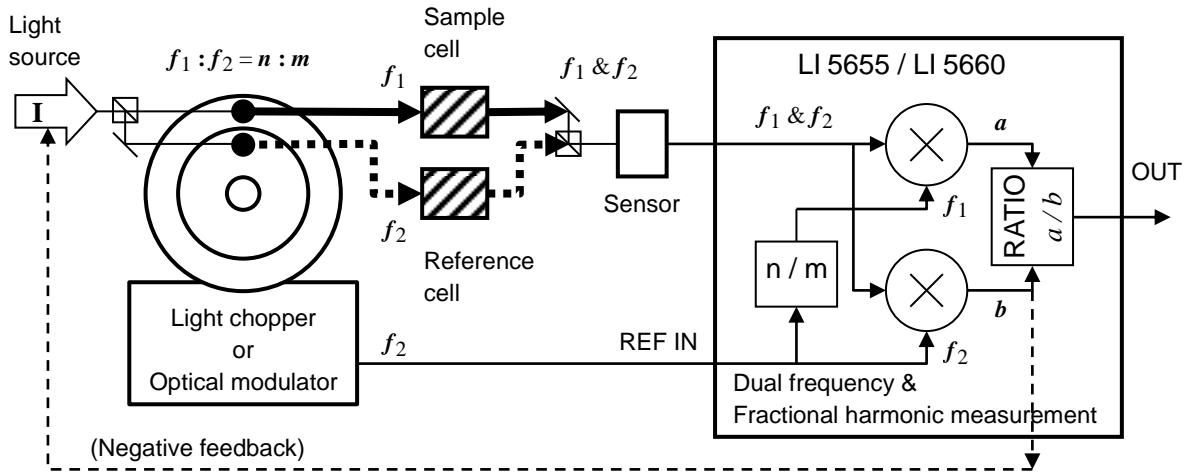 Light
source
I
f1 : f2 = n : m
Sample
cell
f1
f1 & f2
f2
Reference
cell
Sensor
Light chopper
or
Optical modulator
f2
REF IN
(Negative feedback)
LI 5655 / LI 5660
f1 & f2
a
f1
n / m
RATIO
a / b
OUT
b
f2
Dual frequency &
Fractional harmonic measurement